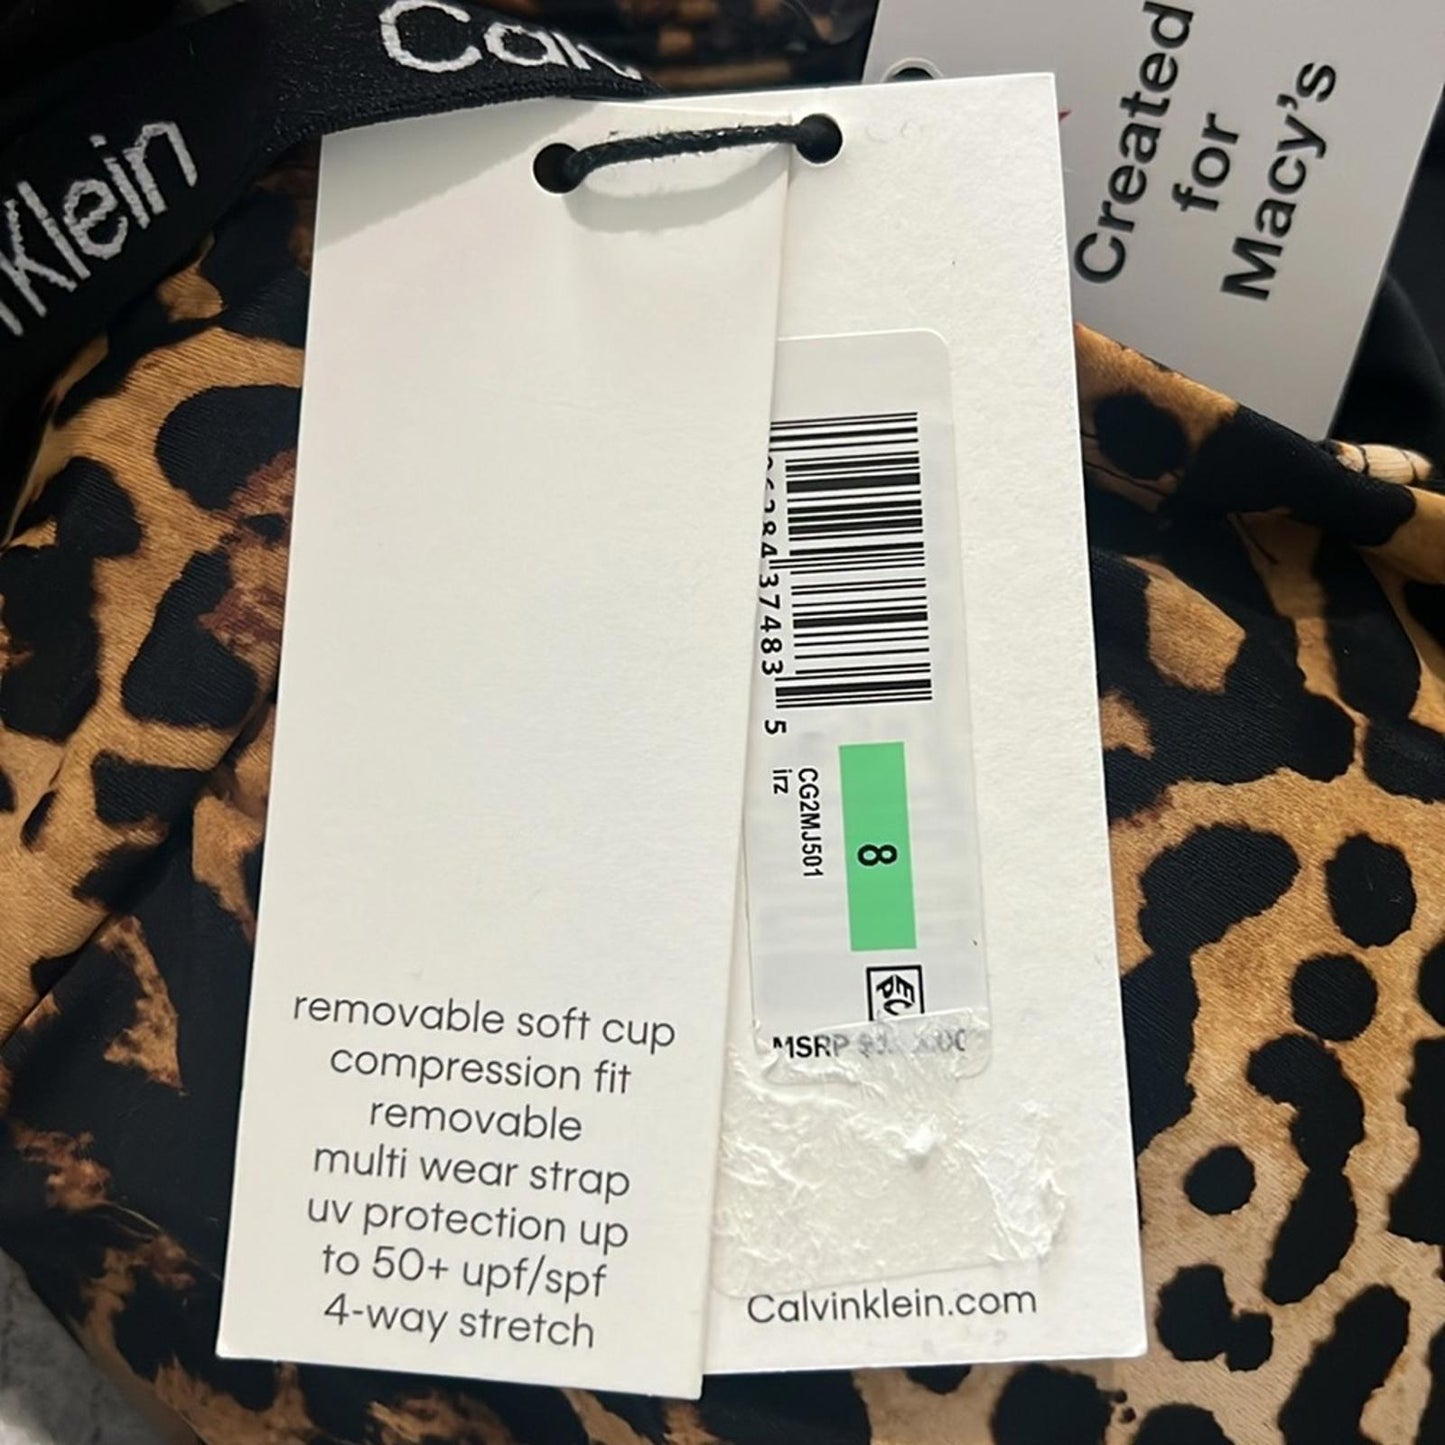 Klein
Created
for
Macy's
37483 5
CG2MJ501
irz
8
MSRP
removable soft cup
compression fit
removable
multi wear strap
uv protection up
to 50+ upf/spf
4-way stretch
Calvinklein.com